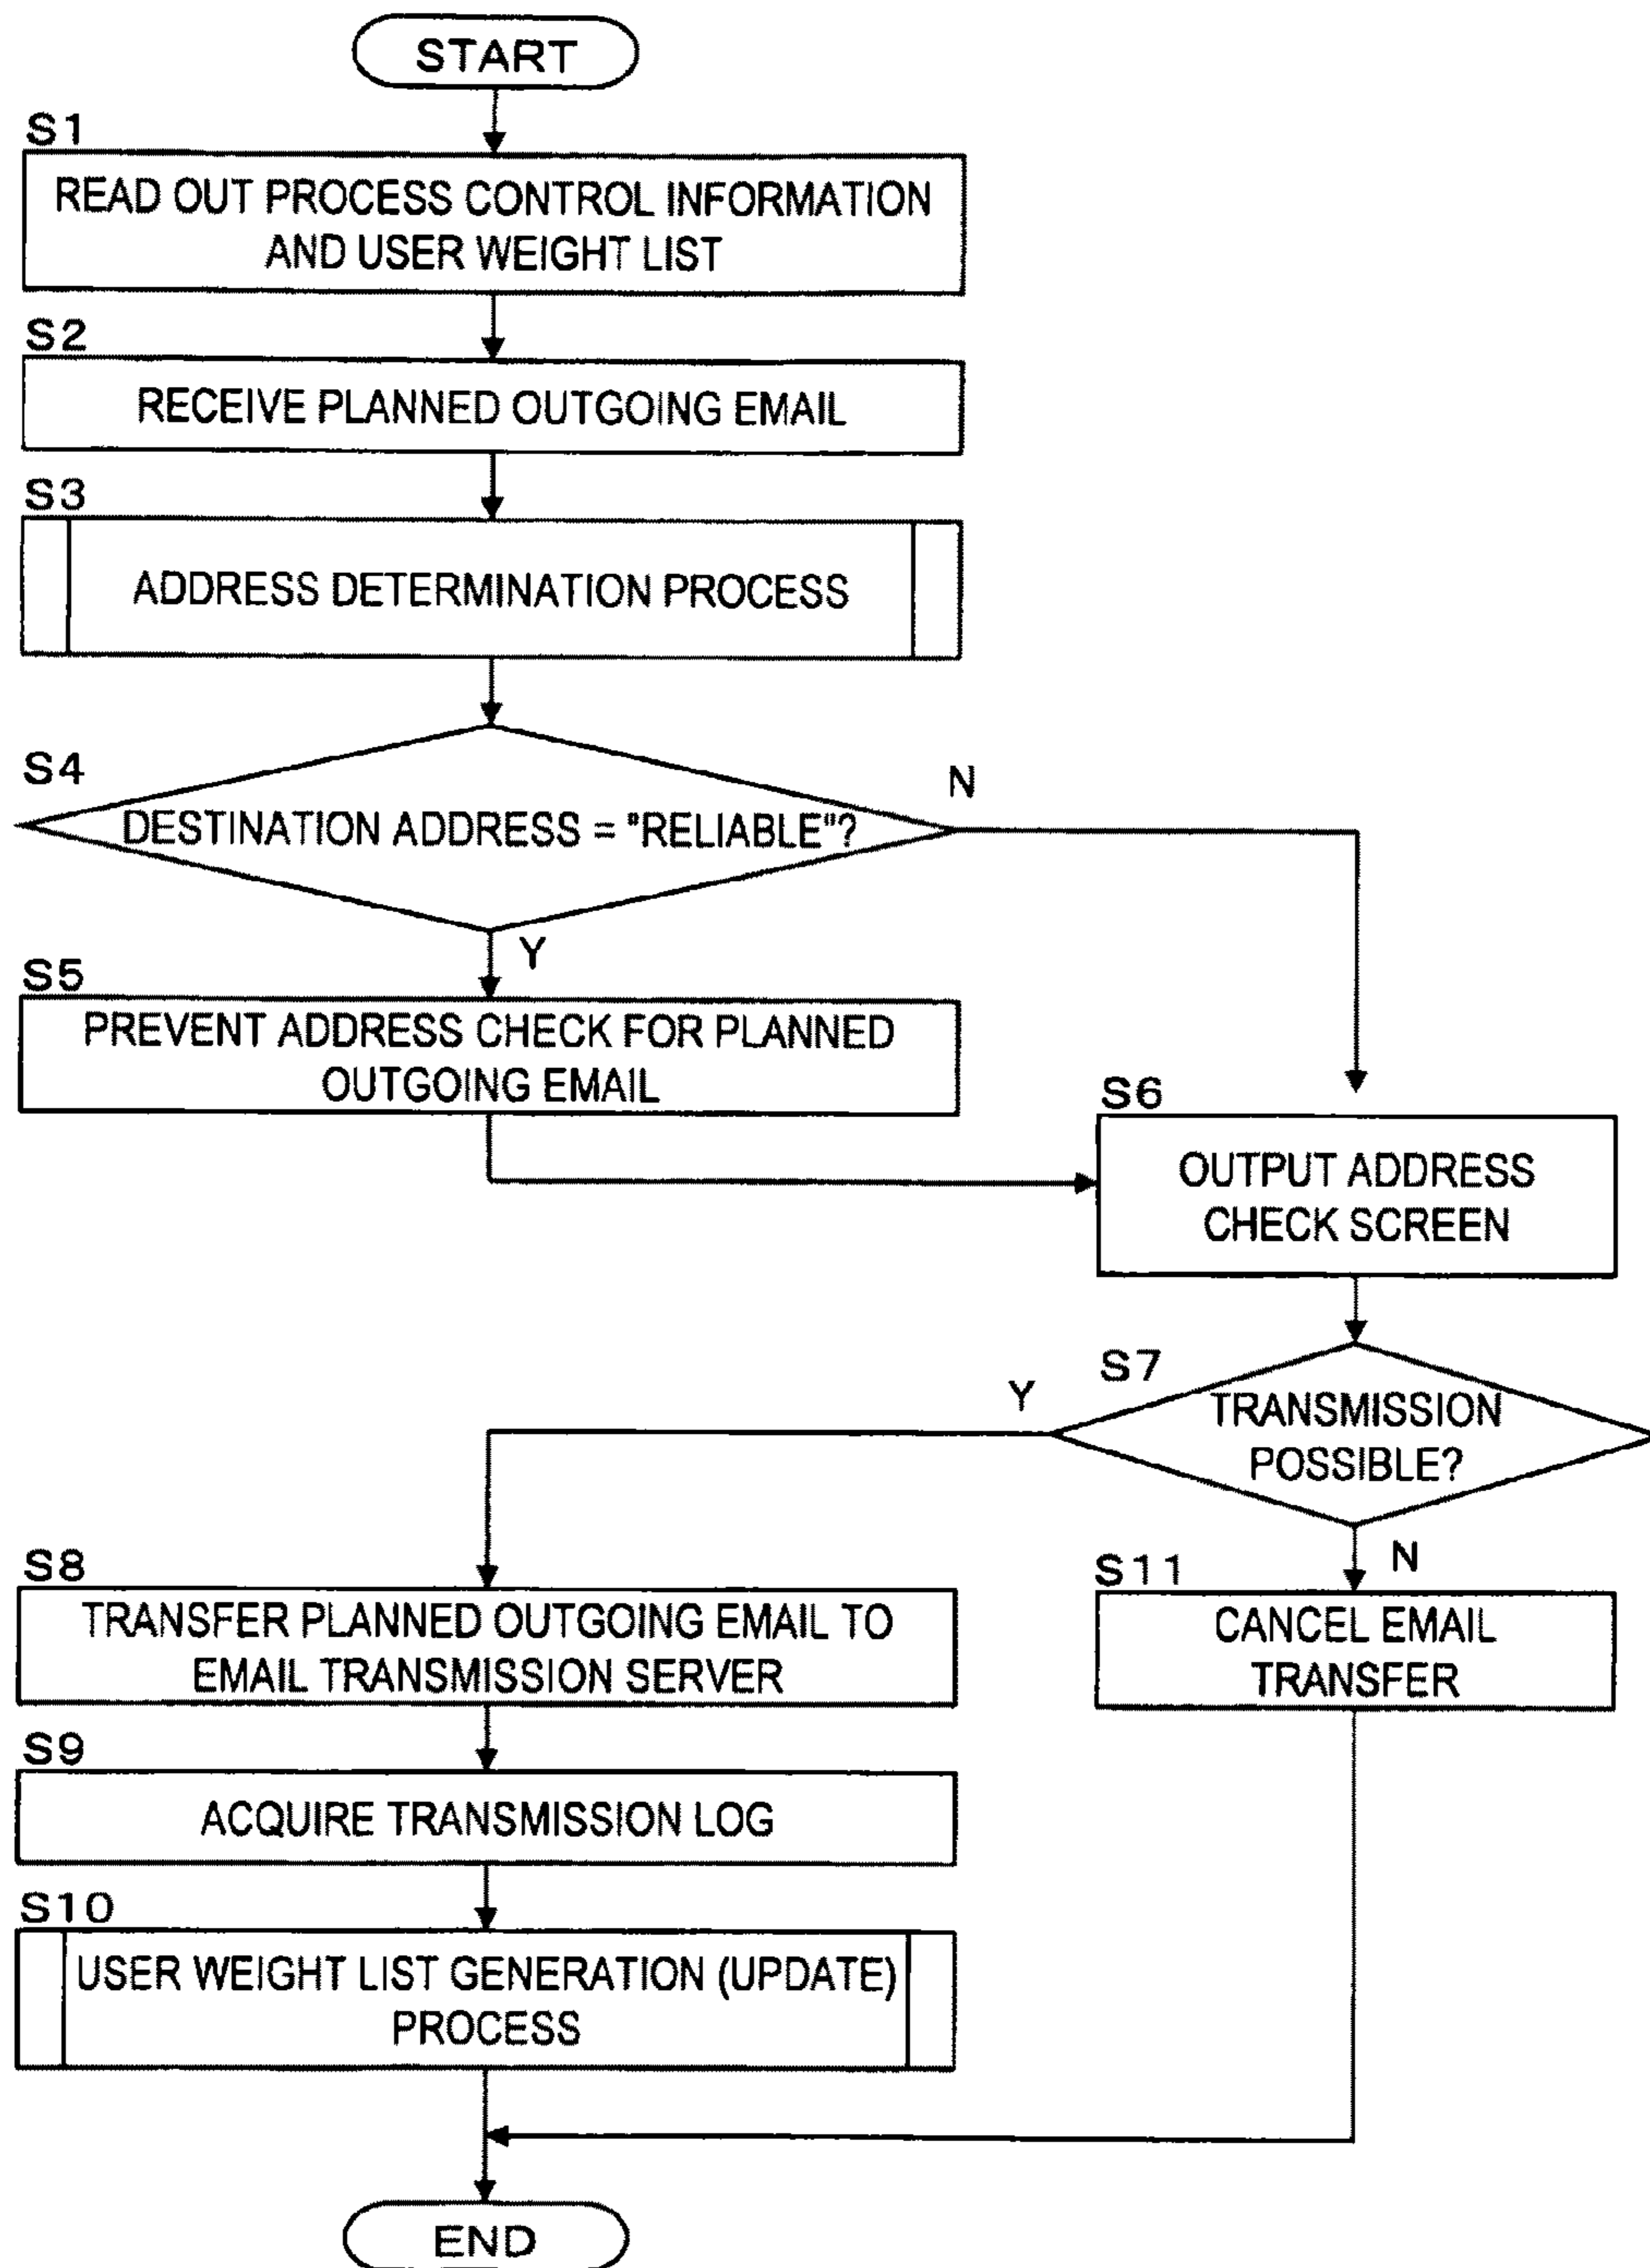 START
S1
READ OUT PROCESS CONTROL INFORMATION
AND USER WEIGHT LIST
S2
RECEIVE PLANNED OUTGOING EMAIL
S3
ADDRESS DETERMINATION PROCESS
S4
DESTINATION ADDRESS = "RELIABLE"?
N
Y
S5
PREVENT ADDRESS CHECK FOR PLANNED
OUTGOING EMAIL
S6
OUTPUT ADDRESS
CHECK SCREEN
S7
TRANSMISSION
POSSIBLE?
Y
N
S8
TRANSFER PLANNED OUTGOING EMAIL TO
EMAIL TRANSMISSION SERVER
S11
CANCEL EMAIL
TRANSFER
S9
ACQUIRE TRANSMISSION LOG
S10
USER WEIGHT LIST GENERATION (UPDATE)
PROCESS
END